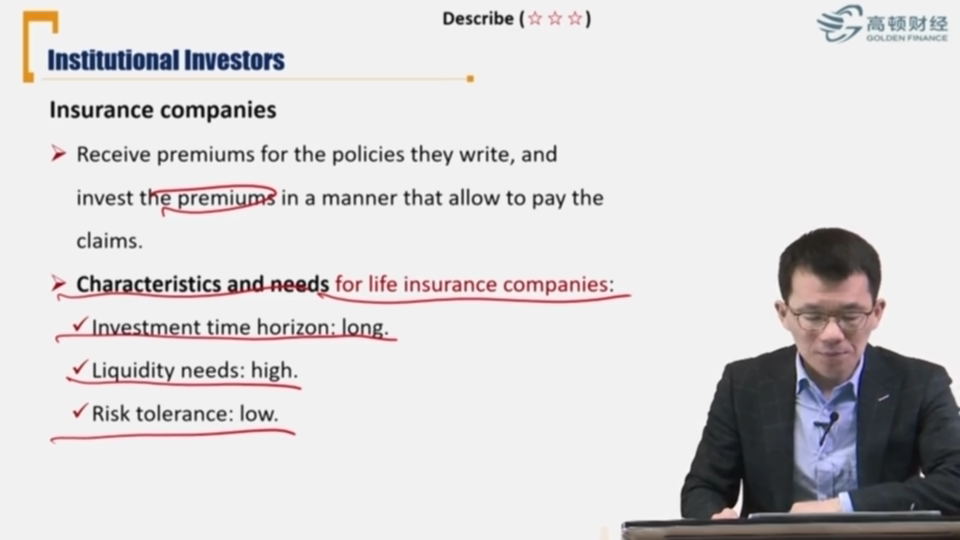 Describe (☆ ☆ ☆)
高顿财经
GOLDEN FINANCE
Institutional Investors
Insurance companies
➢ Receive premiums for the policies they write, and
invest the premiums in a manner that allow to pay the
claims.
➢ Characteristics and needs for life insurance companies:
✓Investment time horizon: long.
✓Liquidity needs: high.
✓Risk tolerance: low.